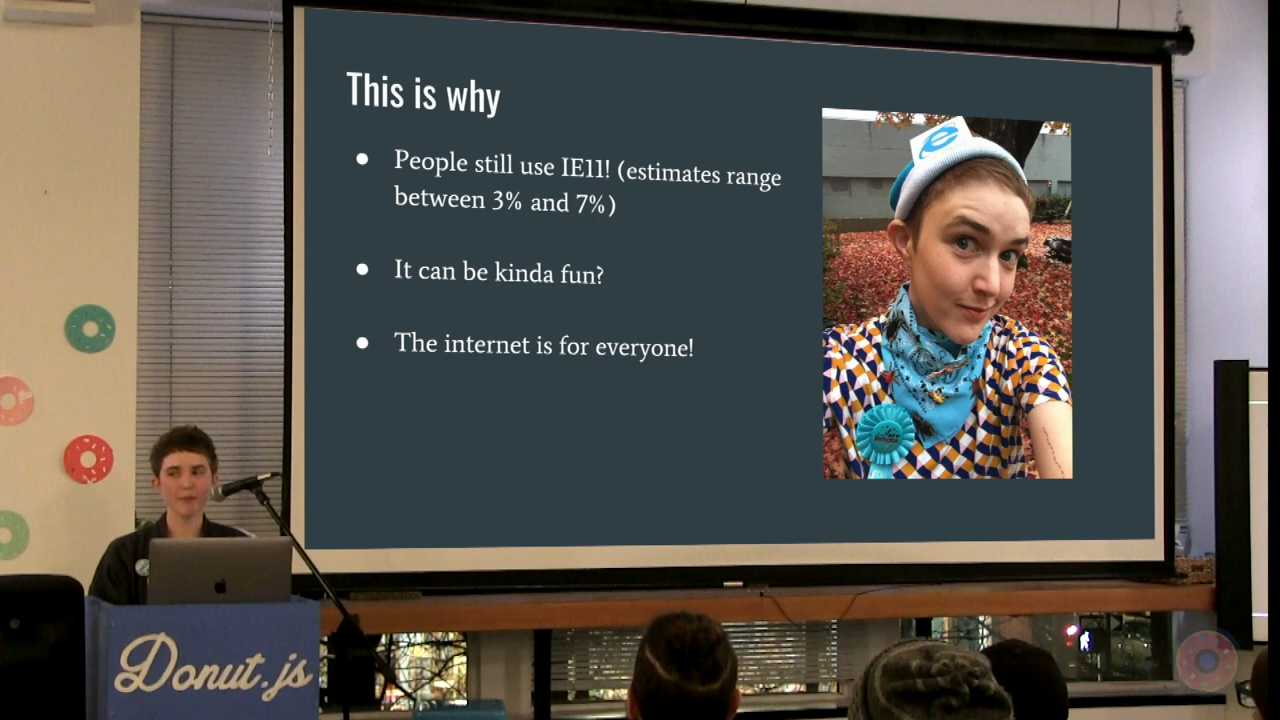 This is why
People still use IE11! (estimates range
between 3% and 7%)
It can be kinda fun?
The internet is for everyone!
Donut.js